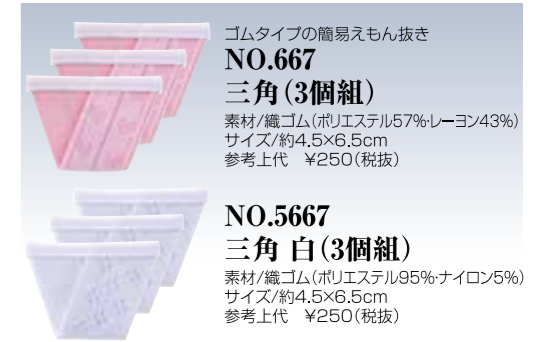 ゴムタイプの簡易えもん抜き
NO.667
三角(3個組)
素材/織ゴム(ポリエステル57%・レーヨン43%)
サイズ/約4.5×6.5cm
参考上代　¥250(税抜)
NO.5667
三角 白(3個組)
素材/織ゴム(ポリエステル95%・ナイロン5%)
サイズ/約4.5×6.5cm
参考上代　¥250(税抜)